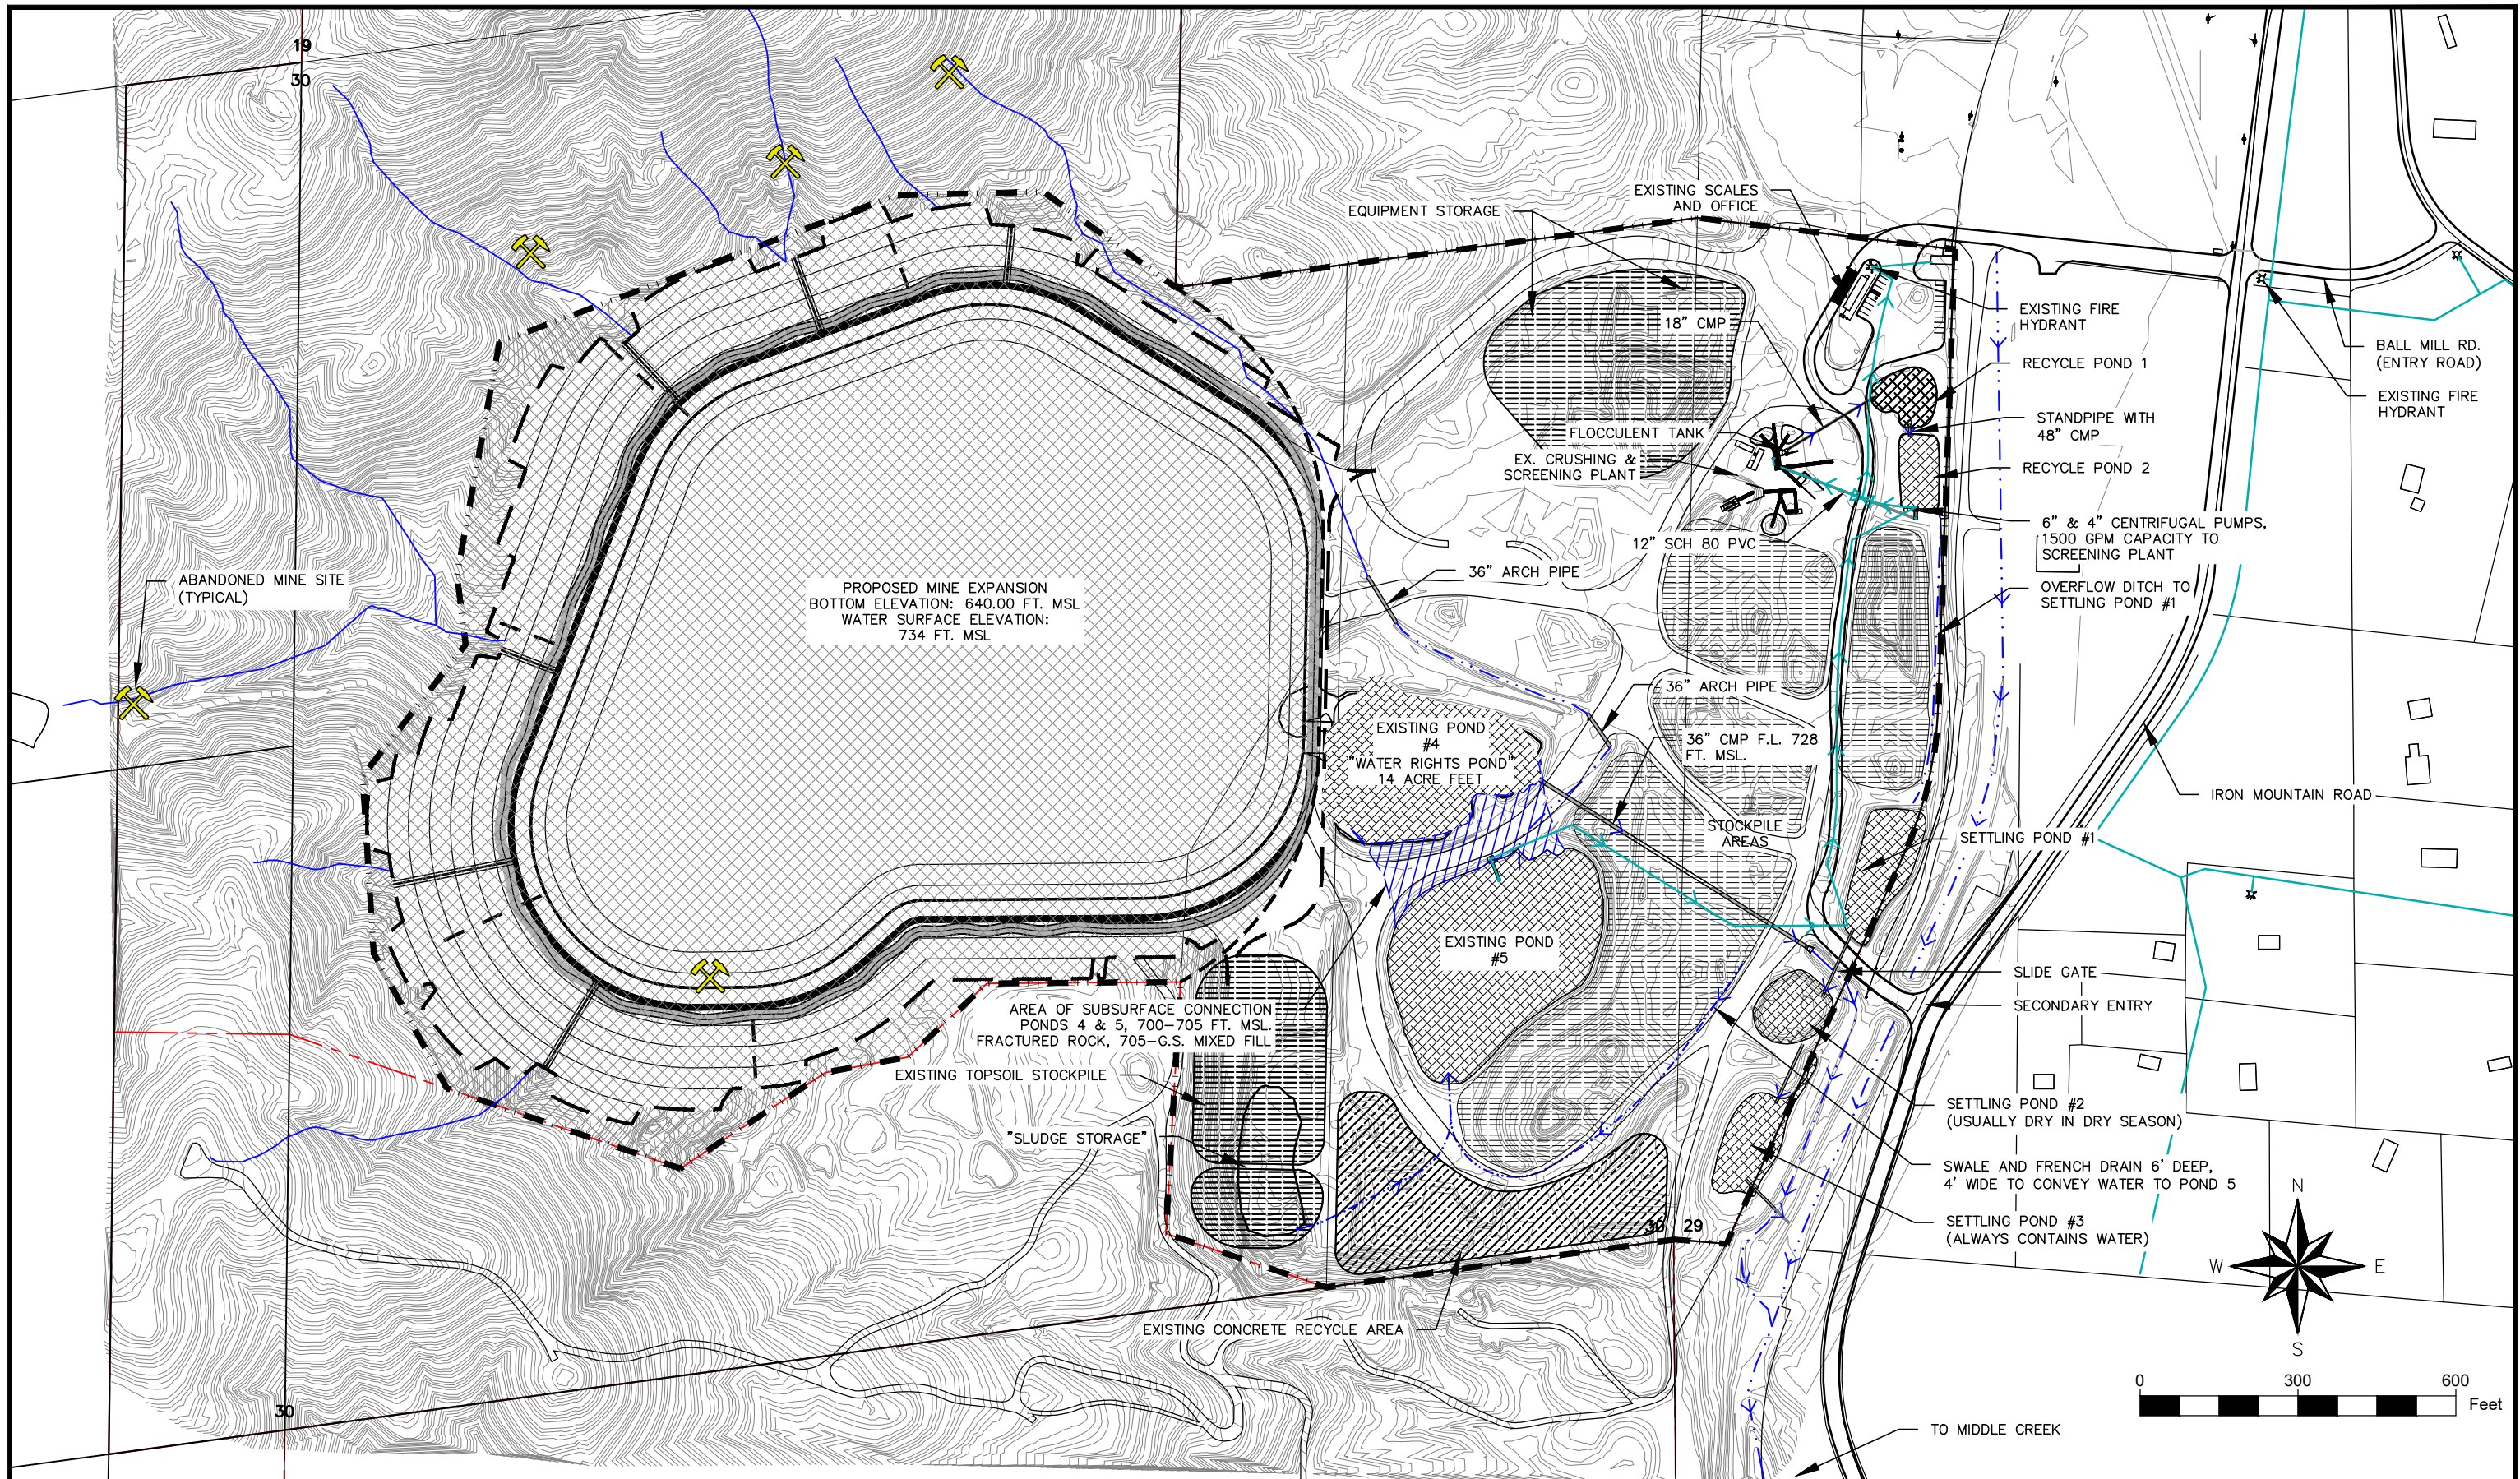 19
30
EXISTING SCALES
AND OFFICE
EQUIPMENT STORAGE
18" CMP
EXISTING FIRE
HYDRANT
BALL MILL RD.
(ENTRY ROAD)
RECYCLE POND 1
EXISTING FIRE
HYDRANT
STANDPIPE WITH
48" CMP
FLOCCULENT TANK
EX. CRUSHING &
SCREENING PLANT
RECYCLE POND 2
6" & 4" CENTRIFUGAL PUMPS,
1500 GPM CAPACITY TO
SCREENING PLANT
12" SCH 80 PVC
36" ARCH PIPE
ABANDONED MINE SITE
(TYPICAL)
PROPOSED MINE EXPANSION
BOTTOM ELEVATION: 640.00 FT. MSL
WATER SURFACE ELEVATION:
734 FT. MSL
OVERFLOW DITCH TO
SETTLING POND #1
36" ARCH PIPE
EXISTING POND
#4
"WATER RIGHTS POND"
14 ACRE FEET
36" CMP F.L. 728
FT. MSL.
IRON MOUNTAIN ROAD
STOCKPILE
AREAS
SETTLING POND #1
EXISTING POND
#5
SLIDE GATE
SECONDARY ENTRY
AREA OF SUBSURFACE CONNECTION
PONDS 4 & 5, 700-705 FT. MSL.
FRACTURED ROCK, 705-G.S. MIXED FILL
EXISTING TOPSOIL STOCKPILE
SETTLING POND #2
(USUALLY DRY IN DRY SEASON)
"SLUDGE STORAGE"
SWALE AND FRENCH DRAIN 6' DEEP,
4' WIDE TO CONVEY WATER TO POND 5
SETTLING POND #3
(ALWAYS CONTAINS WATER)
30 29
N
W E
S
EXISTING CONCRETE RECYCLE AREA
0 300 600
Feet
30
TO MIDDLE CREEK